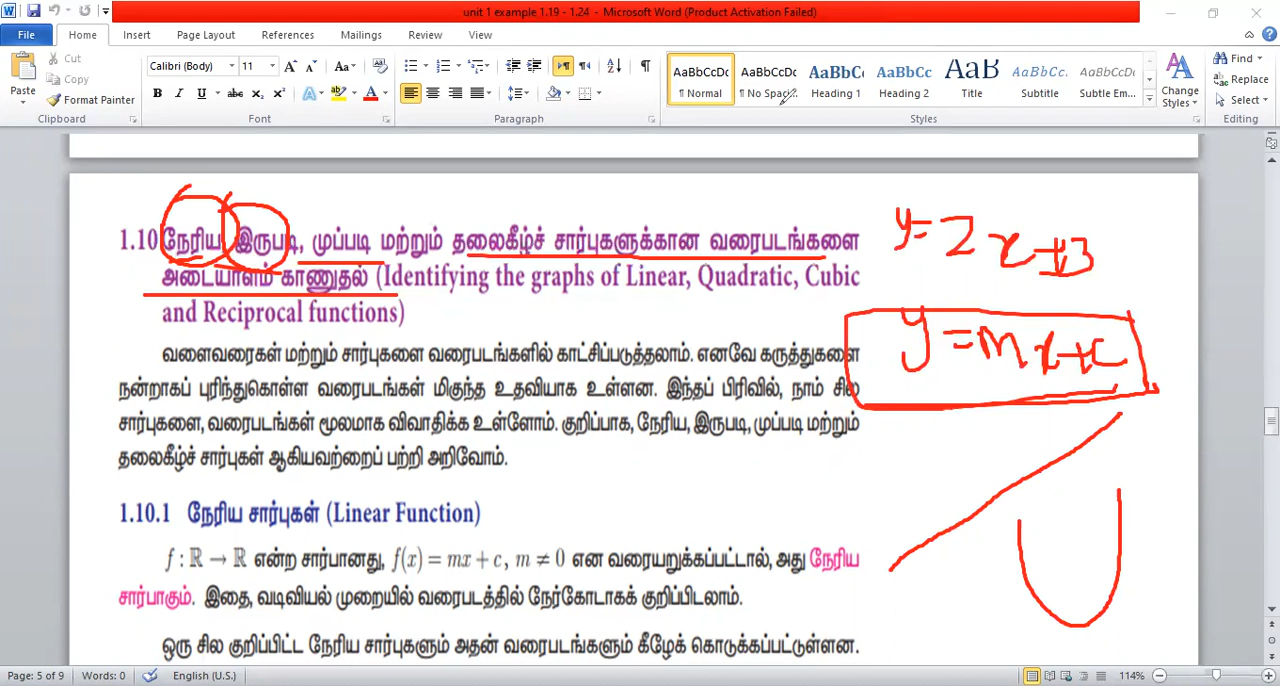 unit 1 example 1.19 - 1.24 - Microsoft Word (Product Activation Failed)
File Home Insert Page Layout References Mailings Review View
Cut
Copy
Format Painter
Paste
Calibri (Body) 11
AaBbCcDc AaBbCcDc AaBbCc AaBbCc AaB AaBbCc. AaBbCcDc
¶ Normal ¶ No Spaci... Heading 1 Heading 2 Title Subtitle Subtle Em...
Change Styles
Find
Replace
Select
Clipboard Font Paragraph Styles Editing
1.10 நேரிய இருபடி, முப்படி மற்றும் தலைகீழ்ச் சார்புகளுக்கான வரைபடங்களை
அடையாளம் காணுதல் (Identifying the graphs of Linear, Quadratic, Cubic
and Reciprocal functions)
y = 2x+3
y = mx+c
வளைவரைகள் மற்றும் சார்புகளை வரைபடங்களில் காட்சிப்படுத்தலாம். எனவே கருத்துகளை
நன்றாகப் புரிந்துகொள்ள வரைபடங்கள் மிகுந்த உதவியாக உள்ளன. இந்தப் பிரிவில், நாம் சில
சார்புகளை, வரைபடங்கள் மூலமாக விவாதிக்க உள்ளோம். குறிப்பாக, நேரிய, இருபடி, முப்படி மற்றும்
தலைகீழ்ச் சார்புகள் ஆகியவற்றைப் பற்றி அறிவோம்.
1.10.1 நேரிய சார்புகள் (Linear Function)
f : ℝ → ℝ என்ற சார்பானது, f(x) = mx + c, m ≠ 0 என வரையறுக்கப்பட்டால், அது நேரிய
சார்பாகும். இதை, வடிவியல் முறையில் வரைபடத்தில் நேர்கோடாகக் குறிப்பிடலாம்.
ஒரு சில குறிப்பிட்ட நேரிய சார்புகளும் அதன் வரைபடங்களும் கீழேக் கொடுக்கப்பட்டுள்ளன.
Page: 5 of 9 Words: 0 English (U.S.) 114%